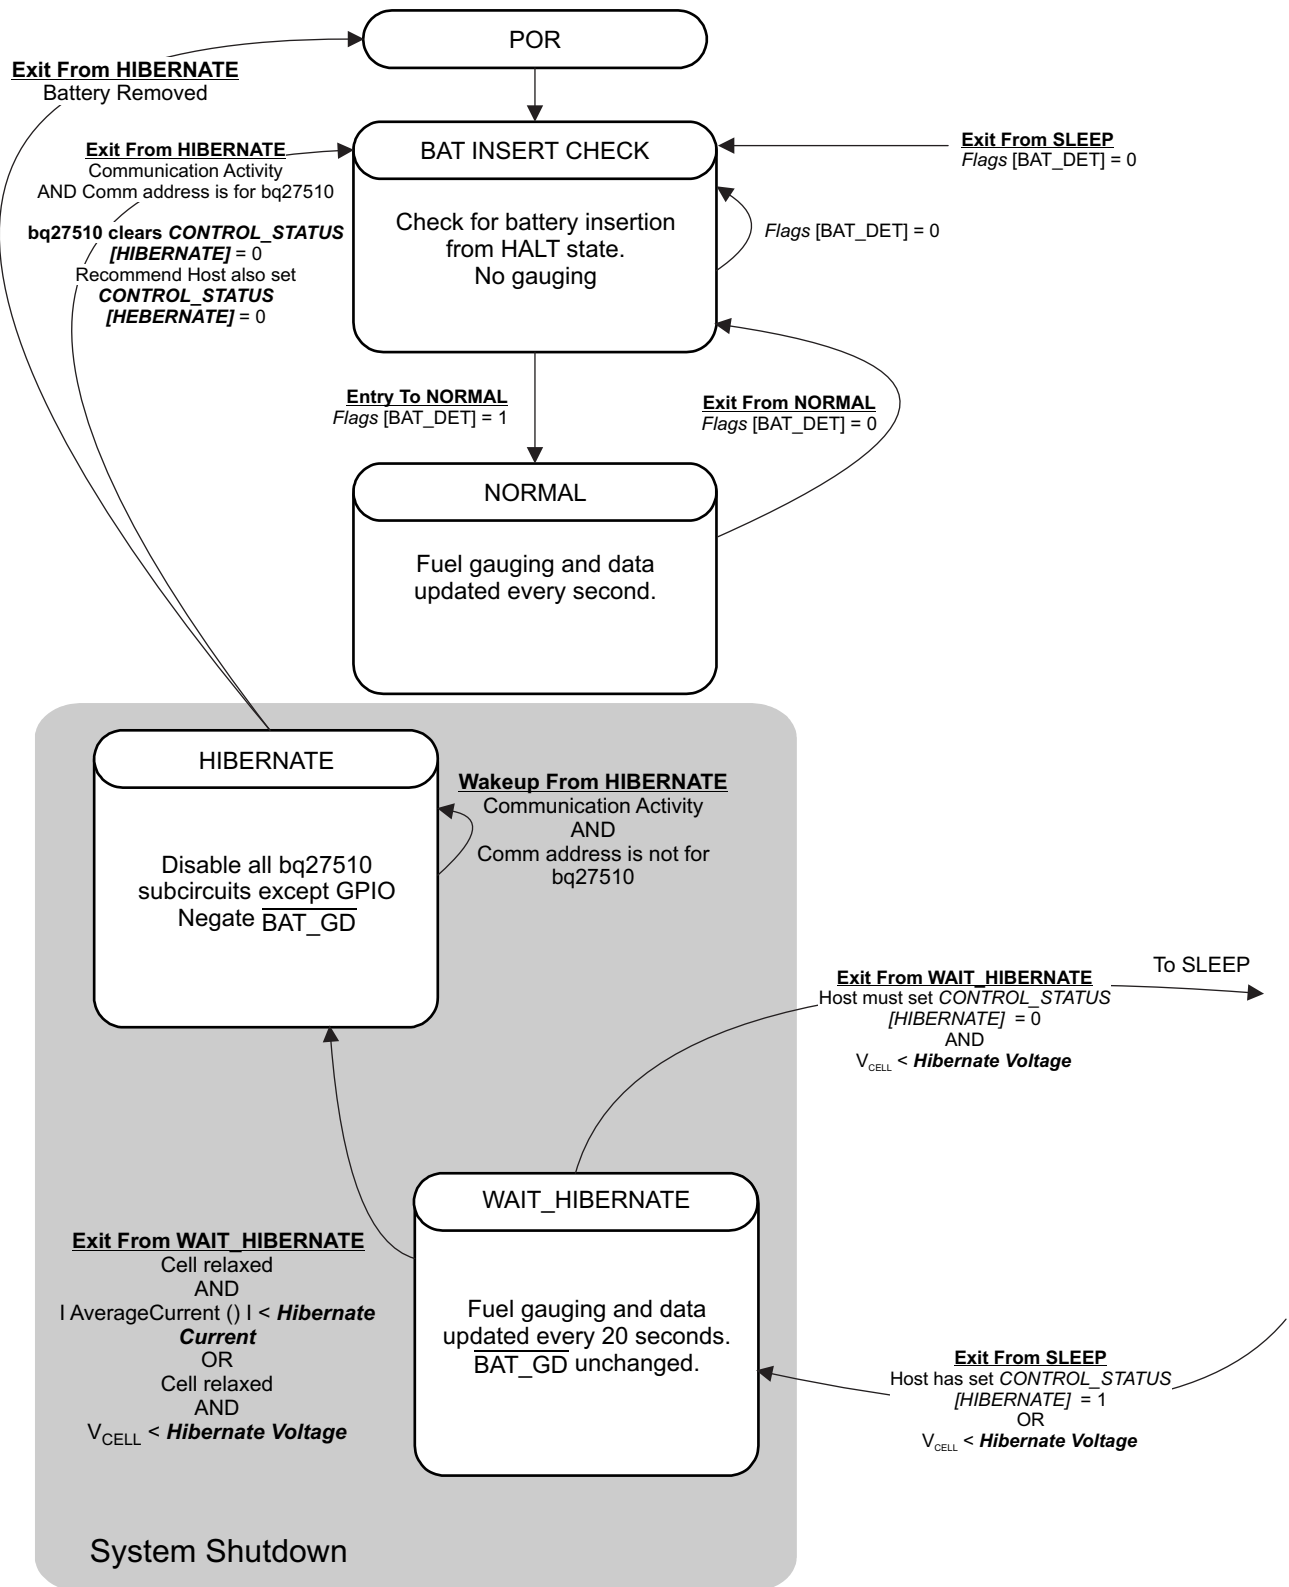 POR
Exit From HIBERNATE
Battery Removed
Exit From HIBERNATE
Communication Activity
AND Comm address is for bq27510
bq27510 clears CONTROL_STATUS
[HIBERNATE] = 0
Recommend Host also set
CONTROL_STATUS
[HEBERNATE] = 0
BAT INSERT CHECK
Check for battery insertion
from HALT state.
No gauging
Exit From SLEEP
Flags [BAT_DET] = 0
Flags [BAT_DET] = 0
Entry To NORMAL
Flags [BAT_DET] = 1
Exit From NORMAL
Flags [BAT_DET] = 0
NORMAL
Fuel gauging and data
updated every second.
HIBERNATE
Disable all bq27510
subcircuits except GPIO
Negate BAT_GD
Wakeup From HIBERNATE
Communication Activity
AND
Comm address is not for
bq27510
Exit From WAIT_HIBERNATE
Host must set CONTROL_STATUS
[HIBERNATE] = 0
AND
VCELL < Hibernate Voltage
To SLEEP
WAIT_HIBERNATE
Fuel gauging and data
updated every 20 seconds.
BAT_GD unchanged.
Exit From WAIT_HIBERNATE
Cell relaxed
AND
I AverageCurrent () I < Hibernate
Current
OR
Cell relaxed
AND
VCELL < Hibernate Voltage
Exit From SLEEP
Host has set CONTROL_STATUS
[HIBERNATE] = 1
OR
VCELL < Hibernate Voltage
System Shutdown